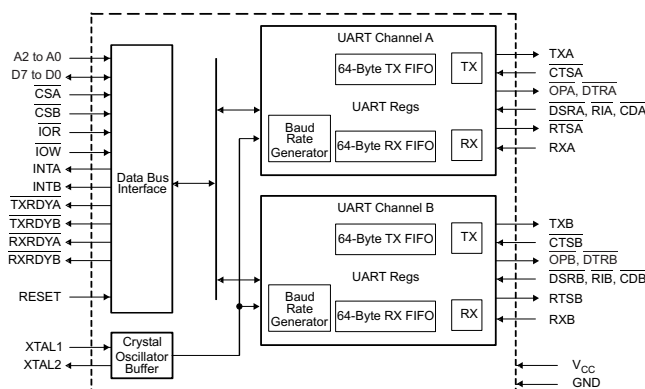 A2 to A0
D7 to D0
CSA
CSB
IOR
IOW
INTA
INTB
TXRDYA
TXRDYB
RXRDYA
RXRDYB
RESET
XTAL1
XTAL2
Data Bus
Interface
Crystal
Oscillator
Buffer
UART Channel A
64-Byte TX FIFO
TX
UART Regs
Baud
Rate
Generator
64-Byte RX FIFO
RX
UART Channel B
64-Byte TX FIFO
TX
UART Regs
Baud
Rate
Generator
64-Byte RX FIFO
RX
TXA
CTSA
OPA, DTRA
DSRA, RIA, CDA
RTSA
RXA
TXB
CTSB
OPB, DTRB
DSRB, RIB, CDB
RTSB
RXB
VCC
GND